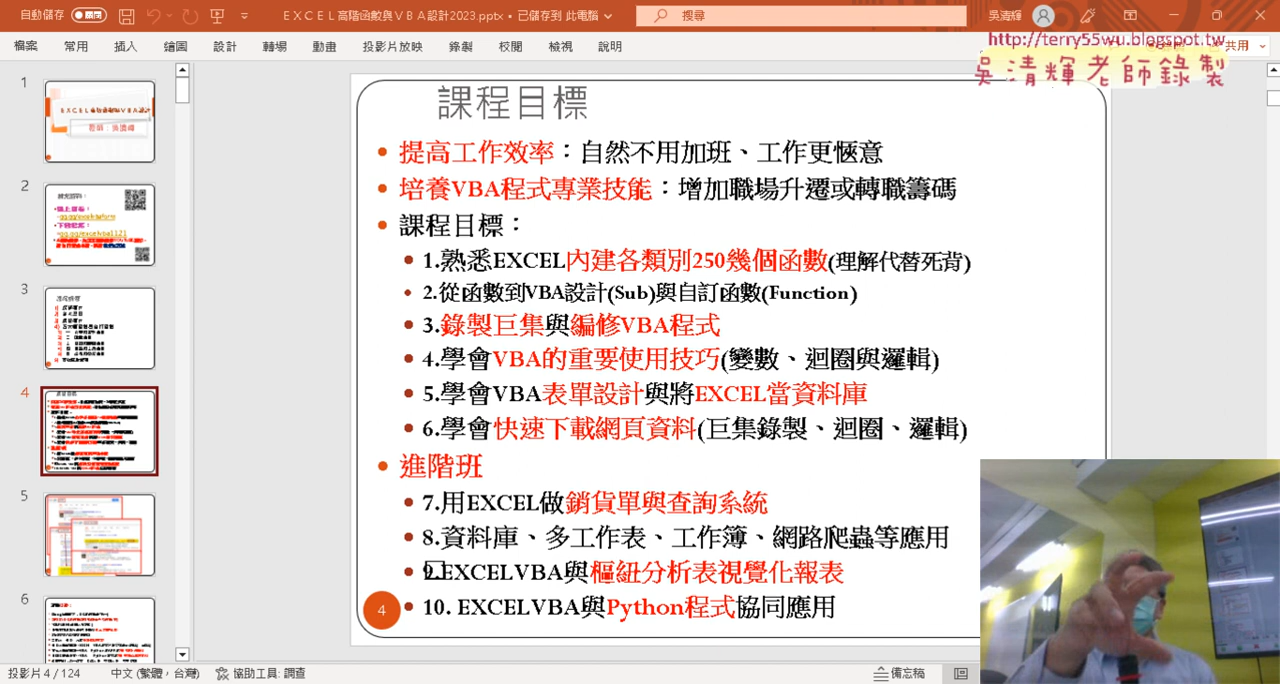 自動儲存 關閉
EXCEL高階函數與VBA設計2023.pptx • 已儲存到 此電腦
搜尋
吳清輝
檔案 常用 插入 繪圖 設計 轉場 動畫 投影片放映 錄製 校閱 檢視 說明
共用
http://terry55wu.blogspot.tw
吳清輝老師錄製
1
2
3
4
5
6
課程目標
提高工作效率：自然不用加班、工作更愜意
培養VBA程式專業技能：增加職場升遷或轉職籌碼
課程目標：
1.熟悉EXCEL內建各類別250幾個函數(理解代替死背)
2.從函數到VBA設計(Sub)與自訂函數(Function)
3.錄製巨集與編修VBA程式
4.學會VBA的重要使用技巧(變數、迴圈與邏輯)
5.學會VBA表單設計與將EXCEL當資料庫
6.學會快速下載網頁資料(巨集錄製、迴圈、邏輯)
進階班
7.用EXCEL做銷貨單與查詢系統
8.資料庫、多工作表、工作簿、網路爬蟲等應用
9.EXCELVBA與樞紐分析表視覺化報表
10. EXCELVBA與Python程式協同應用
4
投影片 4 / 124 中文 (繁體，台灣) 協助工具: 調查 備忘稿